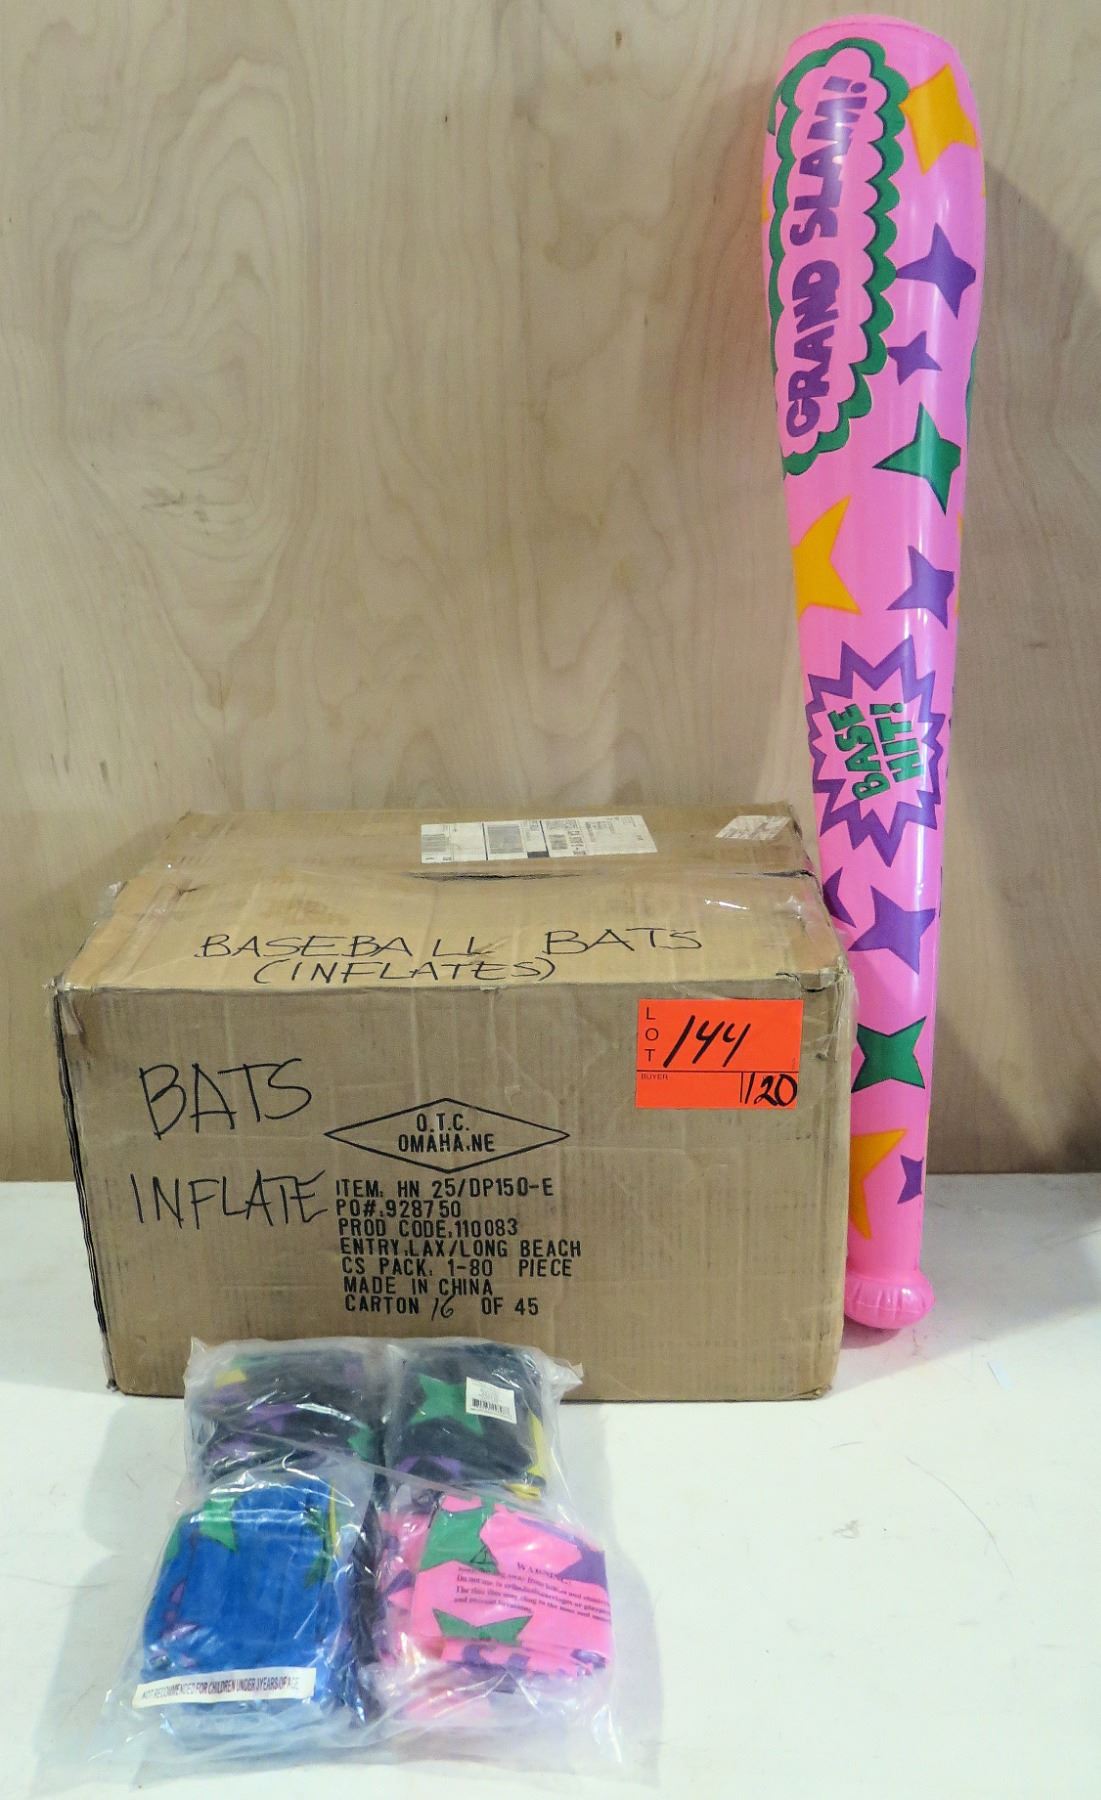 GRAND SLAM!
BASE
HIT!
BASEBALL BATS
(INFLATES)
LOT 144
BUYER 1120
BATS
INFLATE
O.T.C.
OMAHA.NE
ITEM: HN 25/DP150-E
PO#.928750
PROD CODE.110083
ENTRY.LAX/LONG BEACH
CS PACK. 1-80 PIECE
MADE IN CHINA
CARTON 16 OF 45
WARNING:
NOT RECOMMENDED FOR CHILDREN UNDER 3 YEARS OF AGE